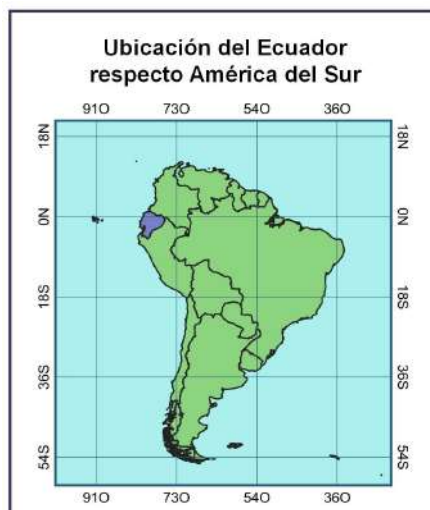 Ubicación del Ecuador
respecto América del Sur
91O 73O 54O 36O
18N 18N
0N 0N
18S 18S
36S 36S
54S 54S
91O 73O 54O 36O